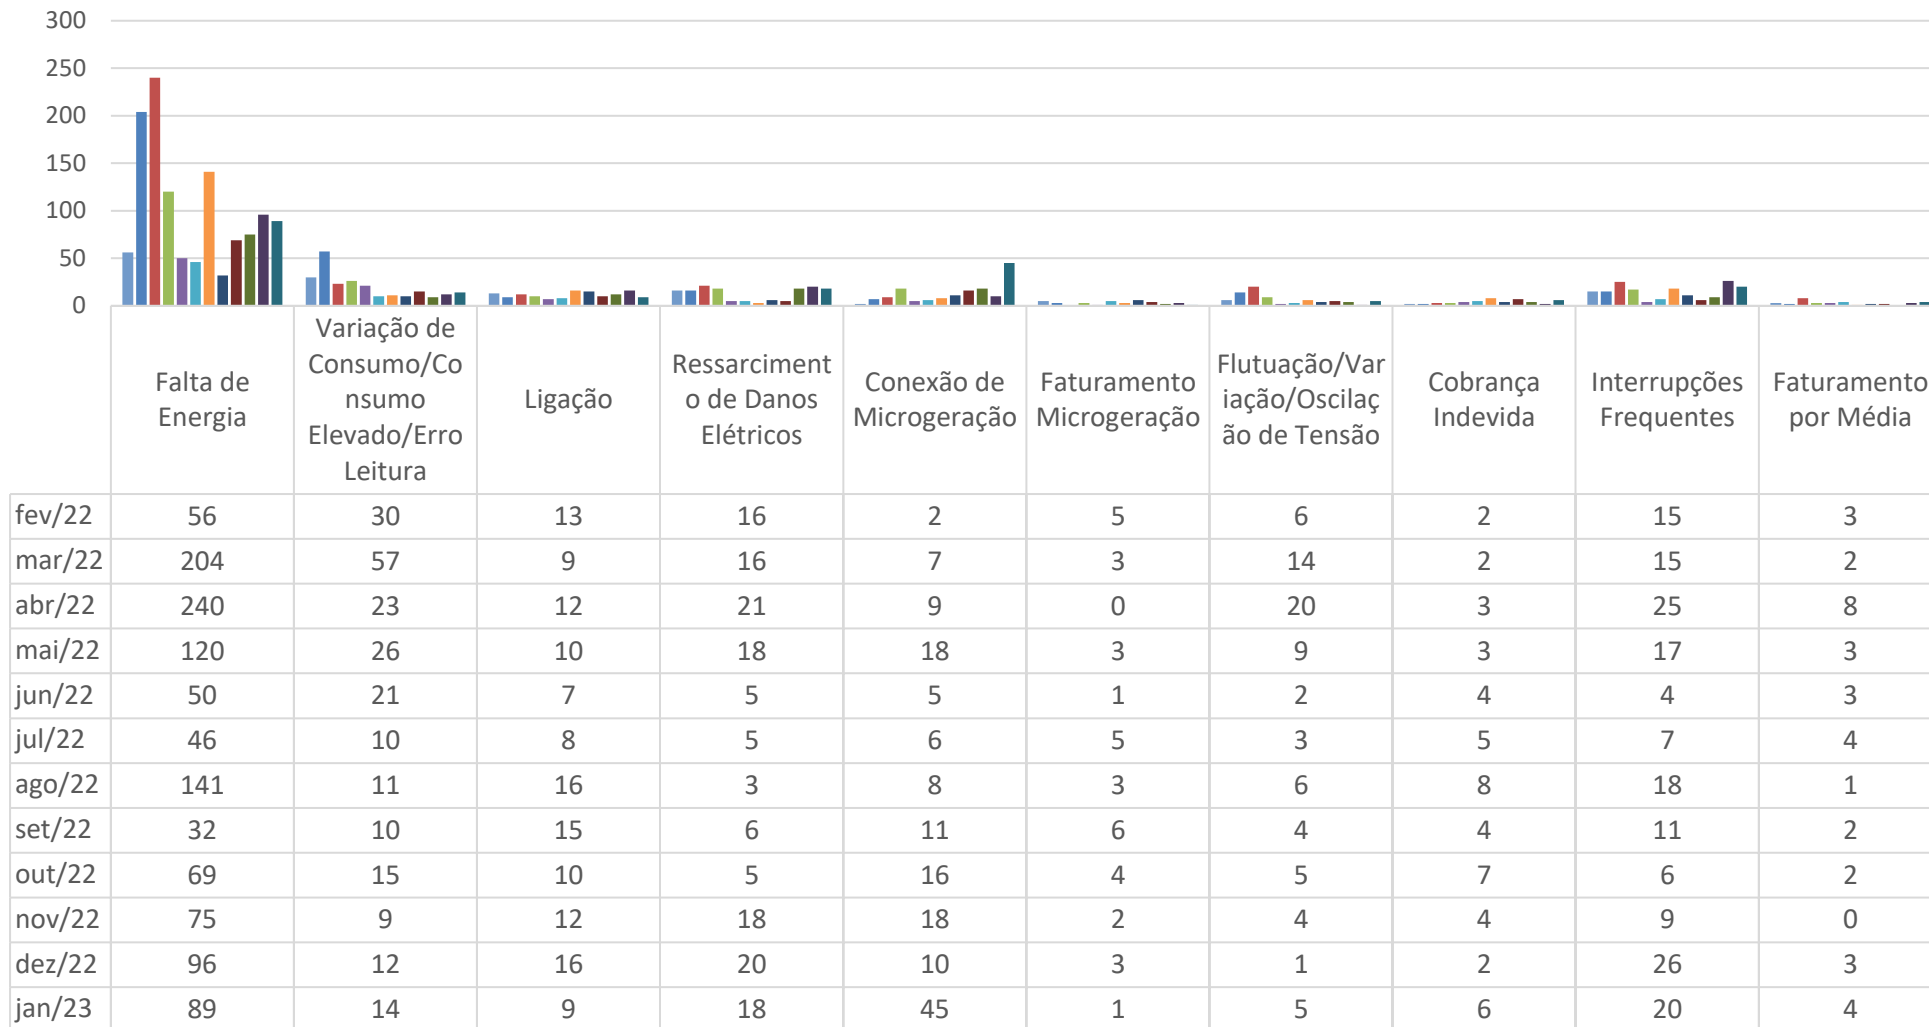 300
250
200
150
100
50
0
Falta de
Energia
Variação de
Consumo/Co
nsumo
Elevado/Erro
Leitura
Ligação
Ressarciment
o de Danos
Elétricos
Conexão de
Microgeração
Faturamento
Microgeração
Flutuação/Var
iação/Oscilaç
ão de Tensão
Cobrança
Indevida
Interrupções
Frequentes
Faturamento
por Média
fev/22 56 30 13 16 2 5 6 2 15 3
mar/22 204 57 9 16 7 3 14 2 15 2
abr/22 240 23 12 21 9 0 20 3 25 8
mai/22 120 26 10 18 18 3 9 3 17 3
jun/22 50 21 7 5 5 1 2 4 4 3
jul/22 46 10 8 5 6 5 3 5 7 4
ago/22 141 11 16 3 8 3 6 8 18 1
set/22 32 10 15 6 11 6 4 4 11 2
out/22 69 15 10 5 16 4 5 7 6 2
nov/22 75 9 12 18 18 2 4 4 9 0
dez/22 96 12 16 20 10 3 1 2 26 3
jan/23 89 14 9 18 45 1 5 6 20 4